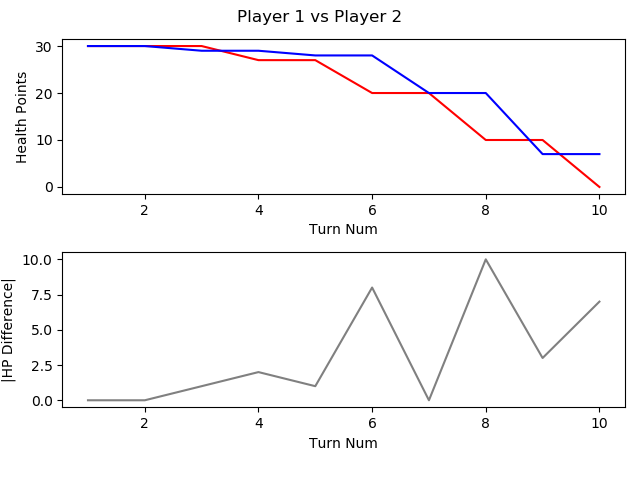 Player 1 vs Player 2
30
20
10
0
Health Points
2 4 6 8 10
Turn Num
10.0
7.5
5.0
2.5
0.0
|HP Difference|
2 4 6 8 10
Turn Num